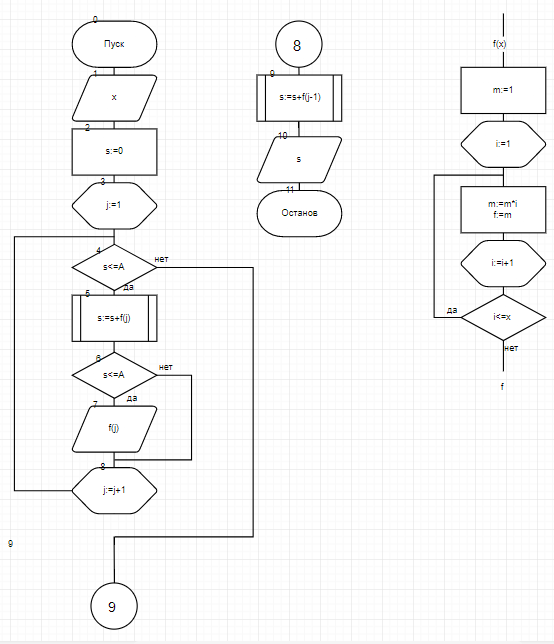 0
Пуск
1
x
2
s:=0
3
j:=1
4
s<=A
нет
да
5
s:=s+f(j)
6
s<=A
нет
да
7
f(j)
8
j:=j+1
9
9
8
9
s:=s+f(j-1)
10
s
11
Останов
f(x)
m:=1
i:=1
m:=m*i
f:=m
i:=i+1
да
i<=x
нет
f